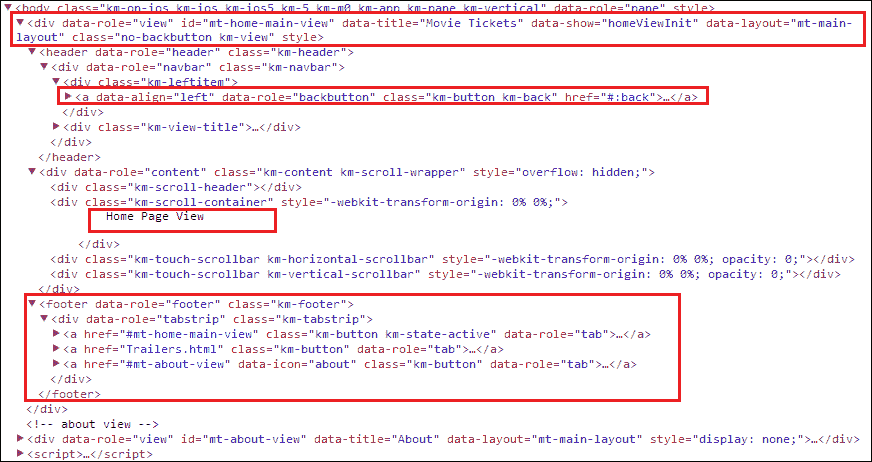 <body class="km-on-ios km-ios km-ios5 km-5 km-m0 km-app km-pane km-vertical" data-role="pane" style>
▼<div data-role="view" id="mt-home-main-view" data-title="Movie Tickets" data-show="homeViewInit" data-layout="mt-main-
layout" class="no-backbutton km-view" style>
▼<header data-role="header" class="km-header">
▼<div data-role="navbar" class="km-navbar">
▼<div class="km-leftitem">
▶<a data-align="left" data-role="backbutton" class="km-button km-back" href="#:back">…</a>
</div>
▶<div class="km-view-title">…</div>
</div>
</header>
▼<div data-role="content" class="km-content km-scroll-wrapper" style="overflow: hidden;">
<div class="km-scroll-header"></div>
<div class="km-scroll-container" style="-webkit-transform-origin: 0% 0%;">
Home Page View
</div>
<div class="km-touch-scrollbar km-horizontal-scrollbar" style="-webkit-transform-origin: 0% 0%; opacity: 0;"></div>
<div class="km-touch-scrollbar km-vertical-scrollbar" style="-webkit-transform-origin: 0% 0%; opacity: 0;"></div>
</div>
▼<footer data-role="footer" class="km-footer">
▼<div data-role="tabstrip" class="km-tabstrip">
▶<a href="#mt-home-main-view" class="km-button km-state-active" data-role="tab">…</a>
▶<a href="Trailers.html" class="km-button" data-role="tab">…</a>
▶<a href="#mt-about-view" data-icon="about" class="km-button" data-role="tab">…</a>
</div>
</footer>
</div>
<!-- about view -->
▶<div data-role="view" id="mt-about-view" data-title="About" data-layout="mt-main-layout" style="display: none;">…</div>
▶<script>…</script>